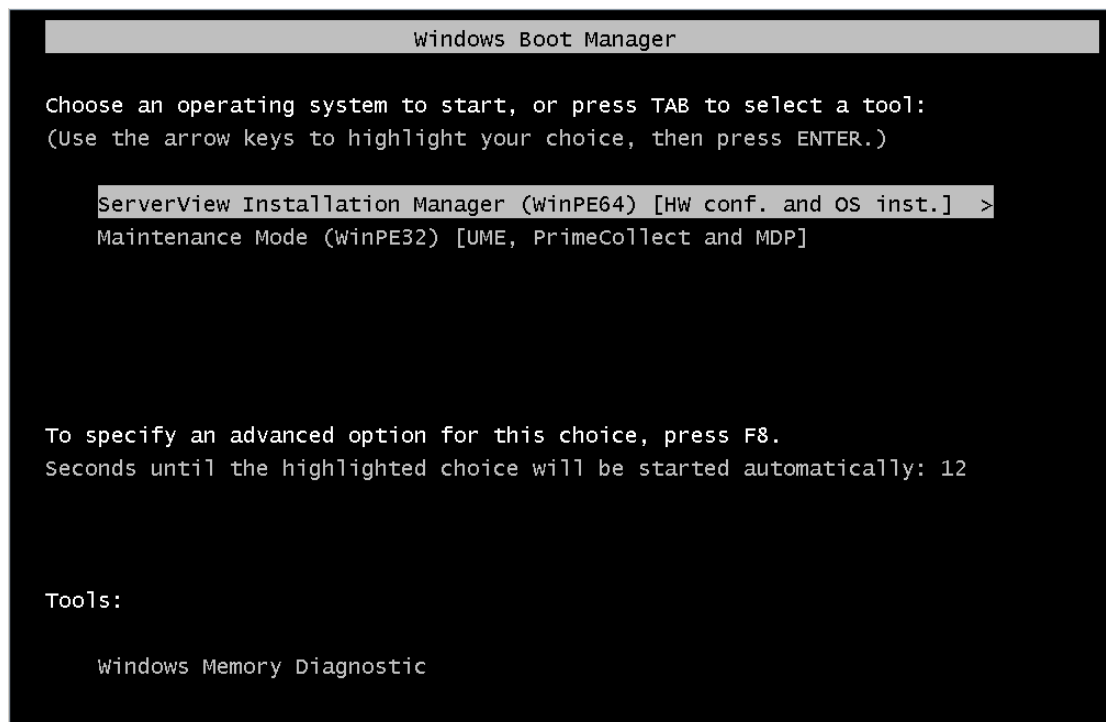 Windows Boot Manager
Choose an operating system to start, or press TAB to select a tool:
(Use the arrow keys to highlight your choice, then press ENTER.)
ServerView Installation Manager (WinPE64) [HW conf. and OS inst.]  >
Maintenance Mode (WinPE32) [UME, PrimeCollect and MDP]
To specify an advanced option for this choice, press F8.
Seconds until the highlighted choice will be started automatically: 12
Tools:
Windows Memory Diagnostic